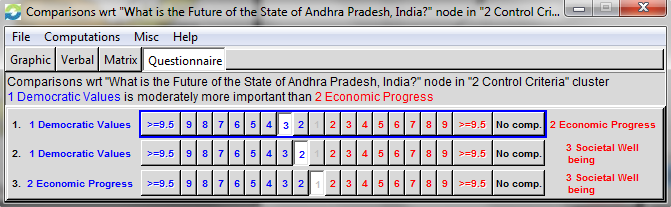 Comparisons wrt "What is the Future of the State of Andhra Pradesh, India?" node in "2 Control Cri...
File Computations Misc Help
Graphic Verbal Matrix Questionnaire
Comparisons wrt "What is the Future of the State of Andhra Pradesh, India?" node in "2 Control Criteria" cluster
1 Democratic Values is moderately more important than 2 Economic Progress
1. 1 Democratic Values >=9.5 9 8 7 6 5 4 3 2 1 2 3 4 5 6 7 8 9 >=9.5 No comp. 2 Economic Progress
2. 1 Democratic Values >=9.5 9 8 7 6 5 4 3 2 1 2 3 4 5 6 7 8 9 >=9.5 No comp. 3 Societal Well
being
3. 2 Economic Progress >=9.5 9 8 7 6 5 4 3 2 1 2 3 4 5 6 7 8 9 >=9.5 No comp. 3 Societal Well
being